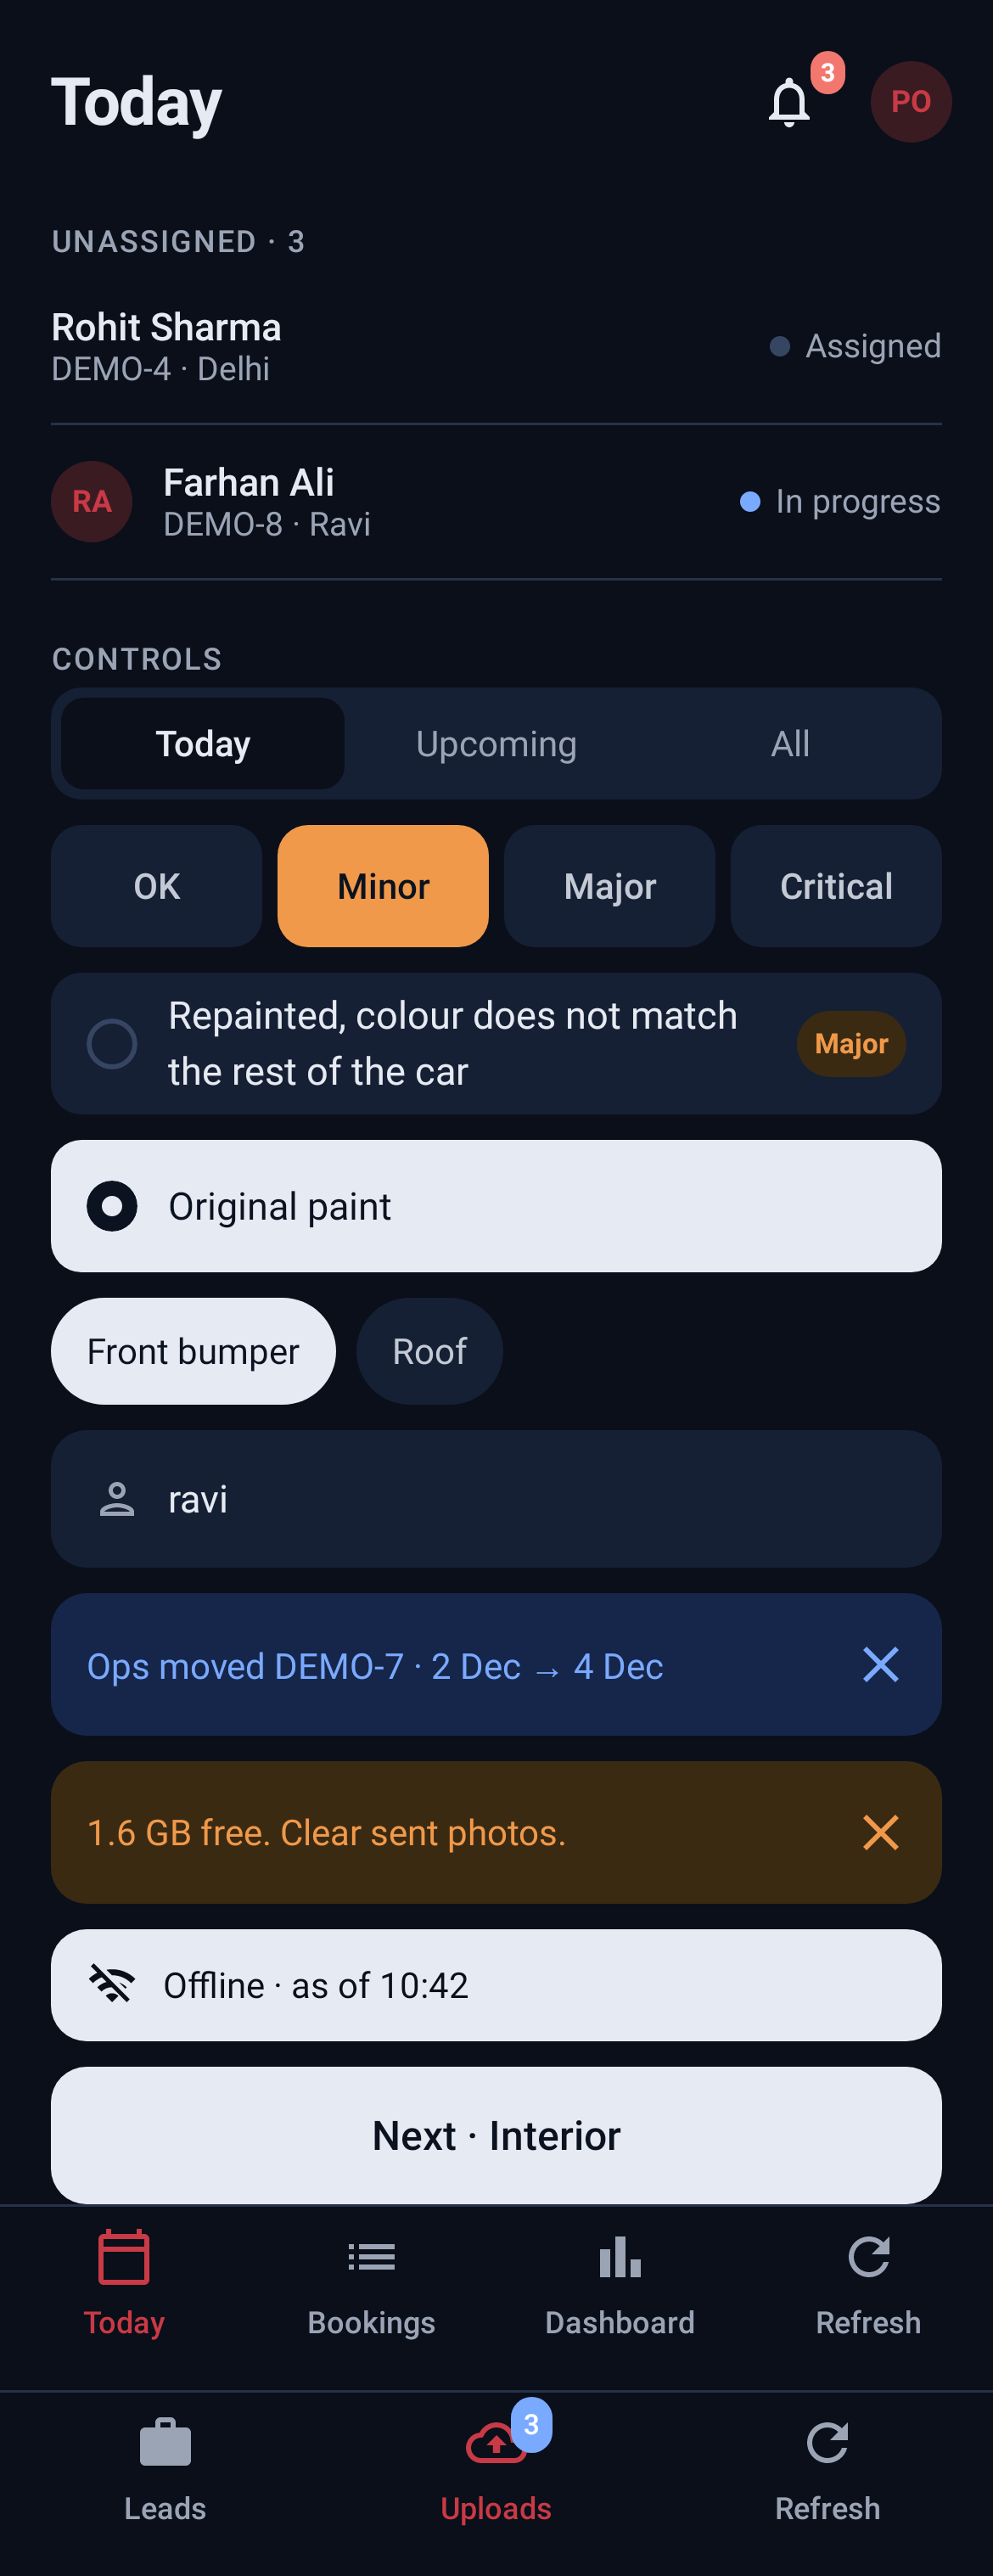 Today
3
PO
UNASSIGNED · 3
Rohit Sharma
DEMO-4 · Delhi
Assigned
RA
Farhan Ali
DEMO-8 · Ravi
In progress
CONTROLS
Today
Upcoming
All
OK
Minor
Major
Critical
Repainted, colour does not match
the rest of the car
Major
Original paint
Front bumper
Roof
ravi
Ops moved DEMO-7 · 2 Dec → 4 Dec
1.6 GB free. Clear sent photos.
Offline · as of 10:42
Next · Interior
Today
Bookings
Dashboard
Refresh
3
Leads
Uploads
Refresh